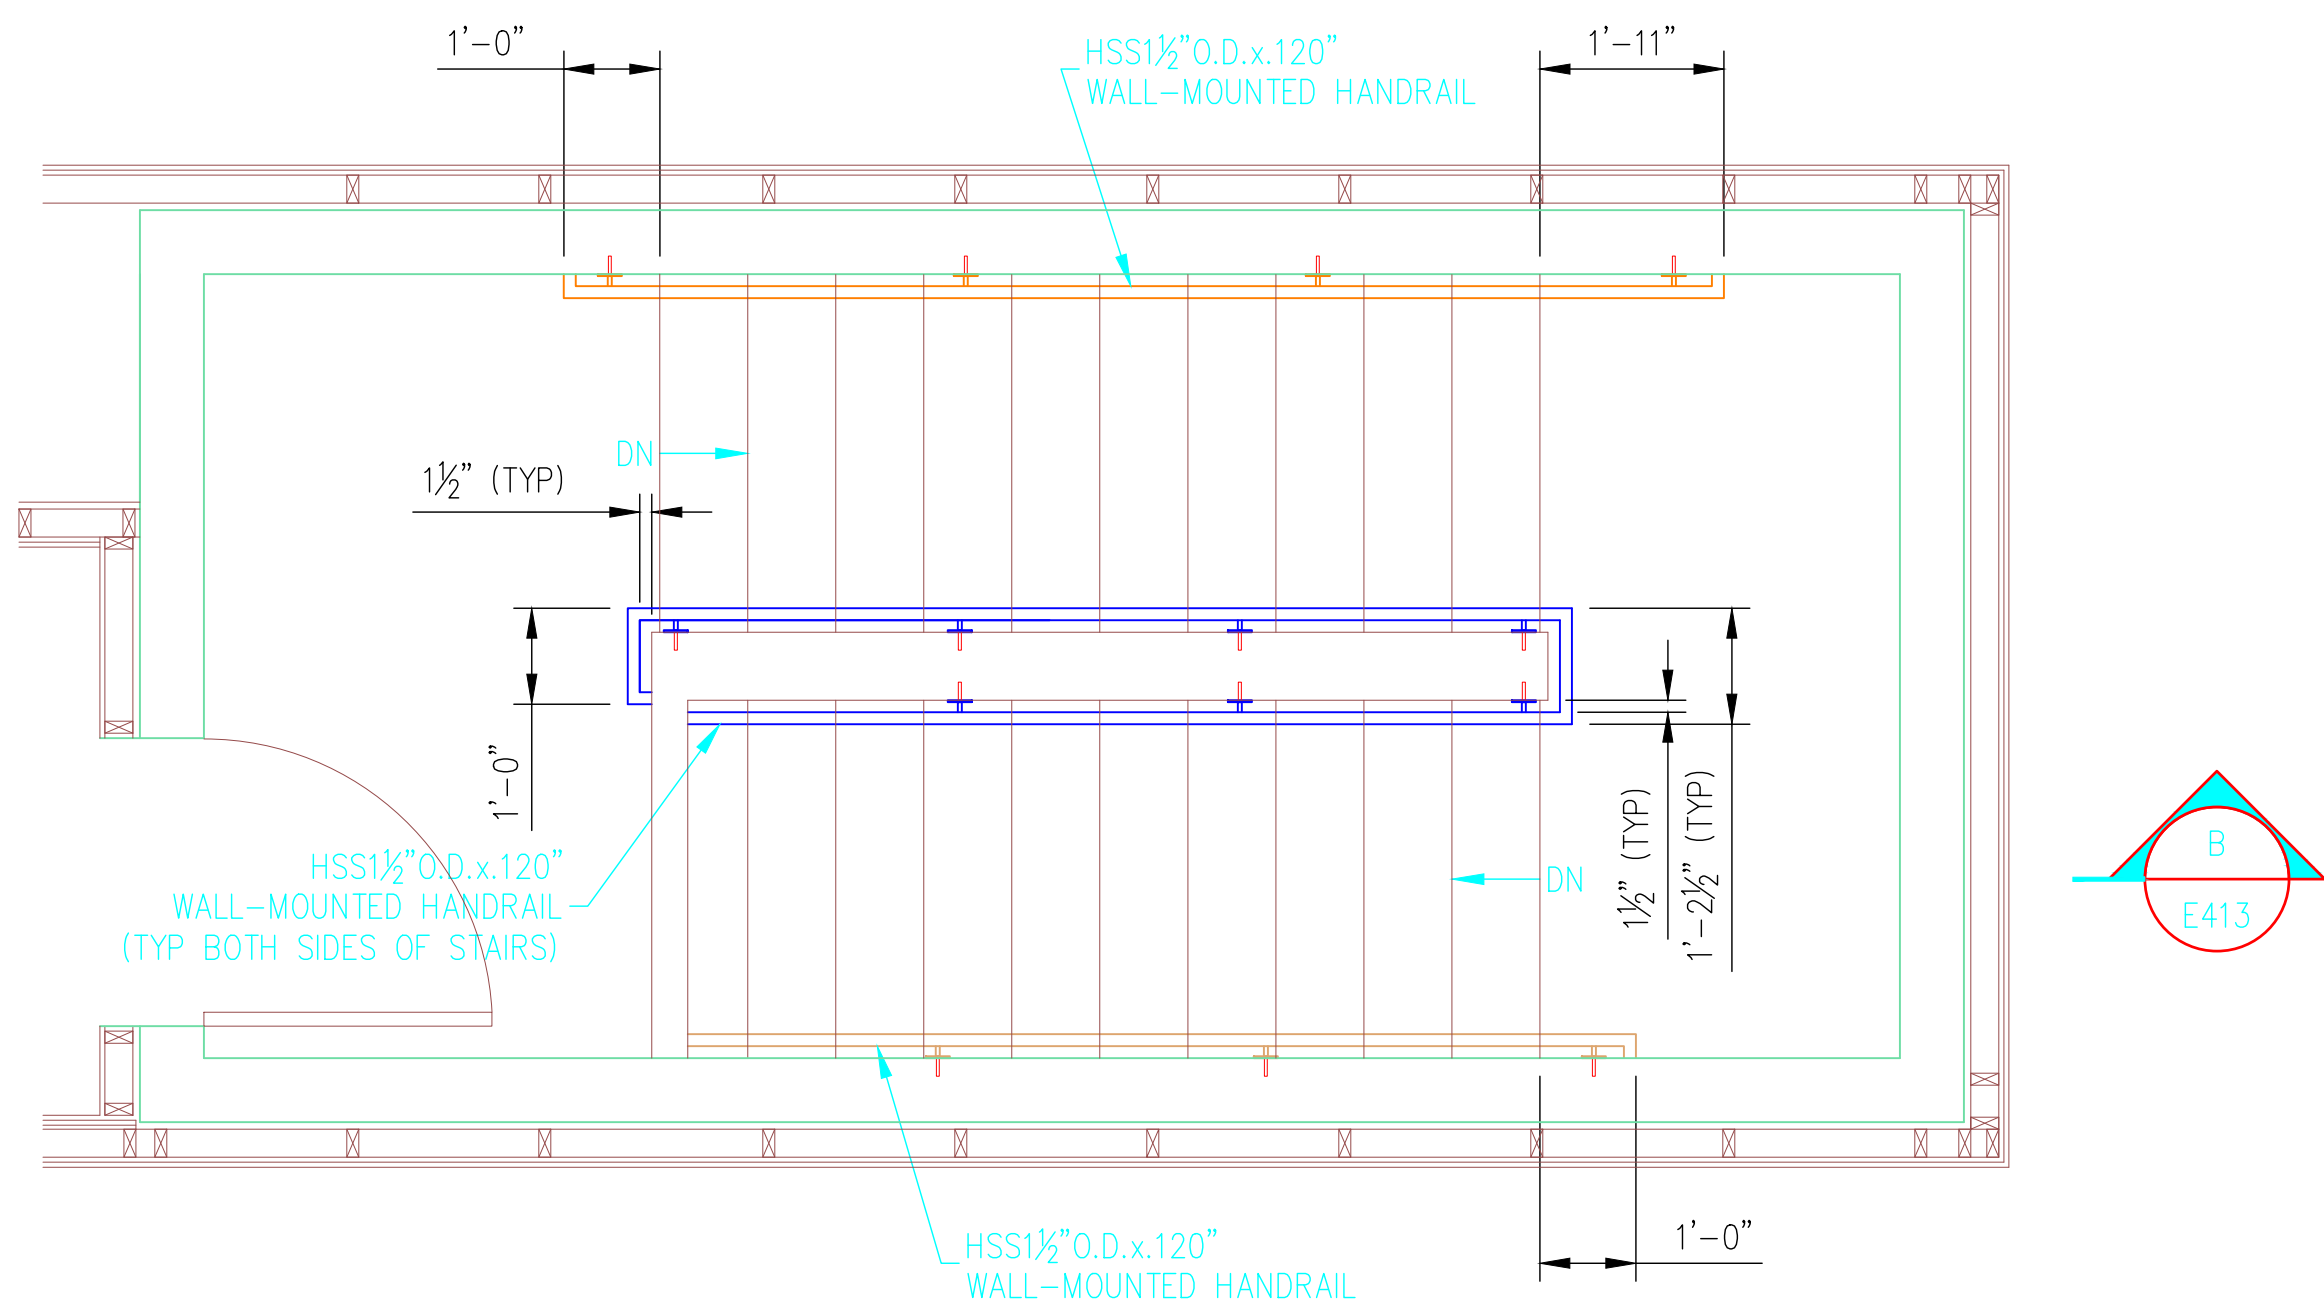 1'-0"
HSS1½"O.D.x.120"
WALL-MOUNTED HANDRAIL
1'-11"
DN
1½" (TYP)
1'-0"
HSS1½"O.D.x.120"
WALL-MOUNTED HANDRAIL
(TYP BOTH SIDES OF STAIRS)
DN
1½" (TYP)
1'-2½" (TYP)
B
E413
HSS1½"O.D.x.120"
WALL-MOUNTED HANDRAIL
1'-0"